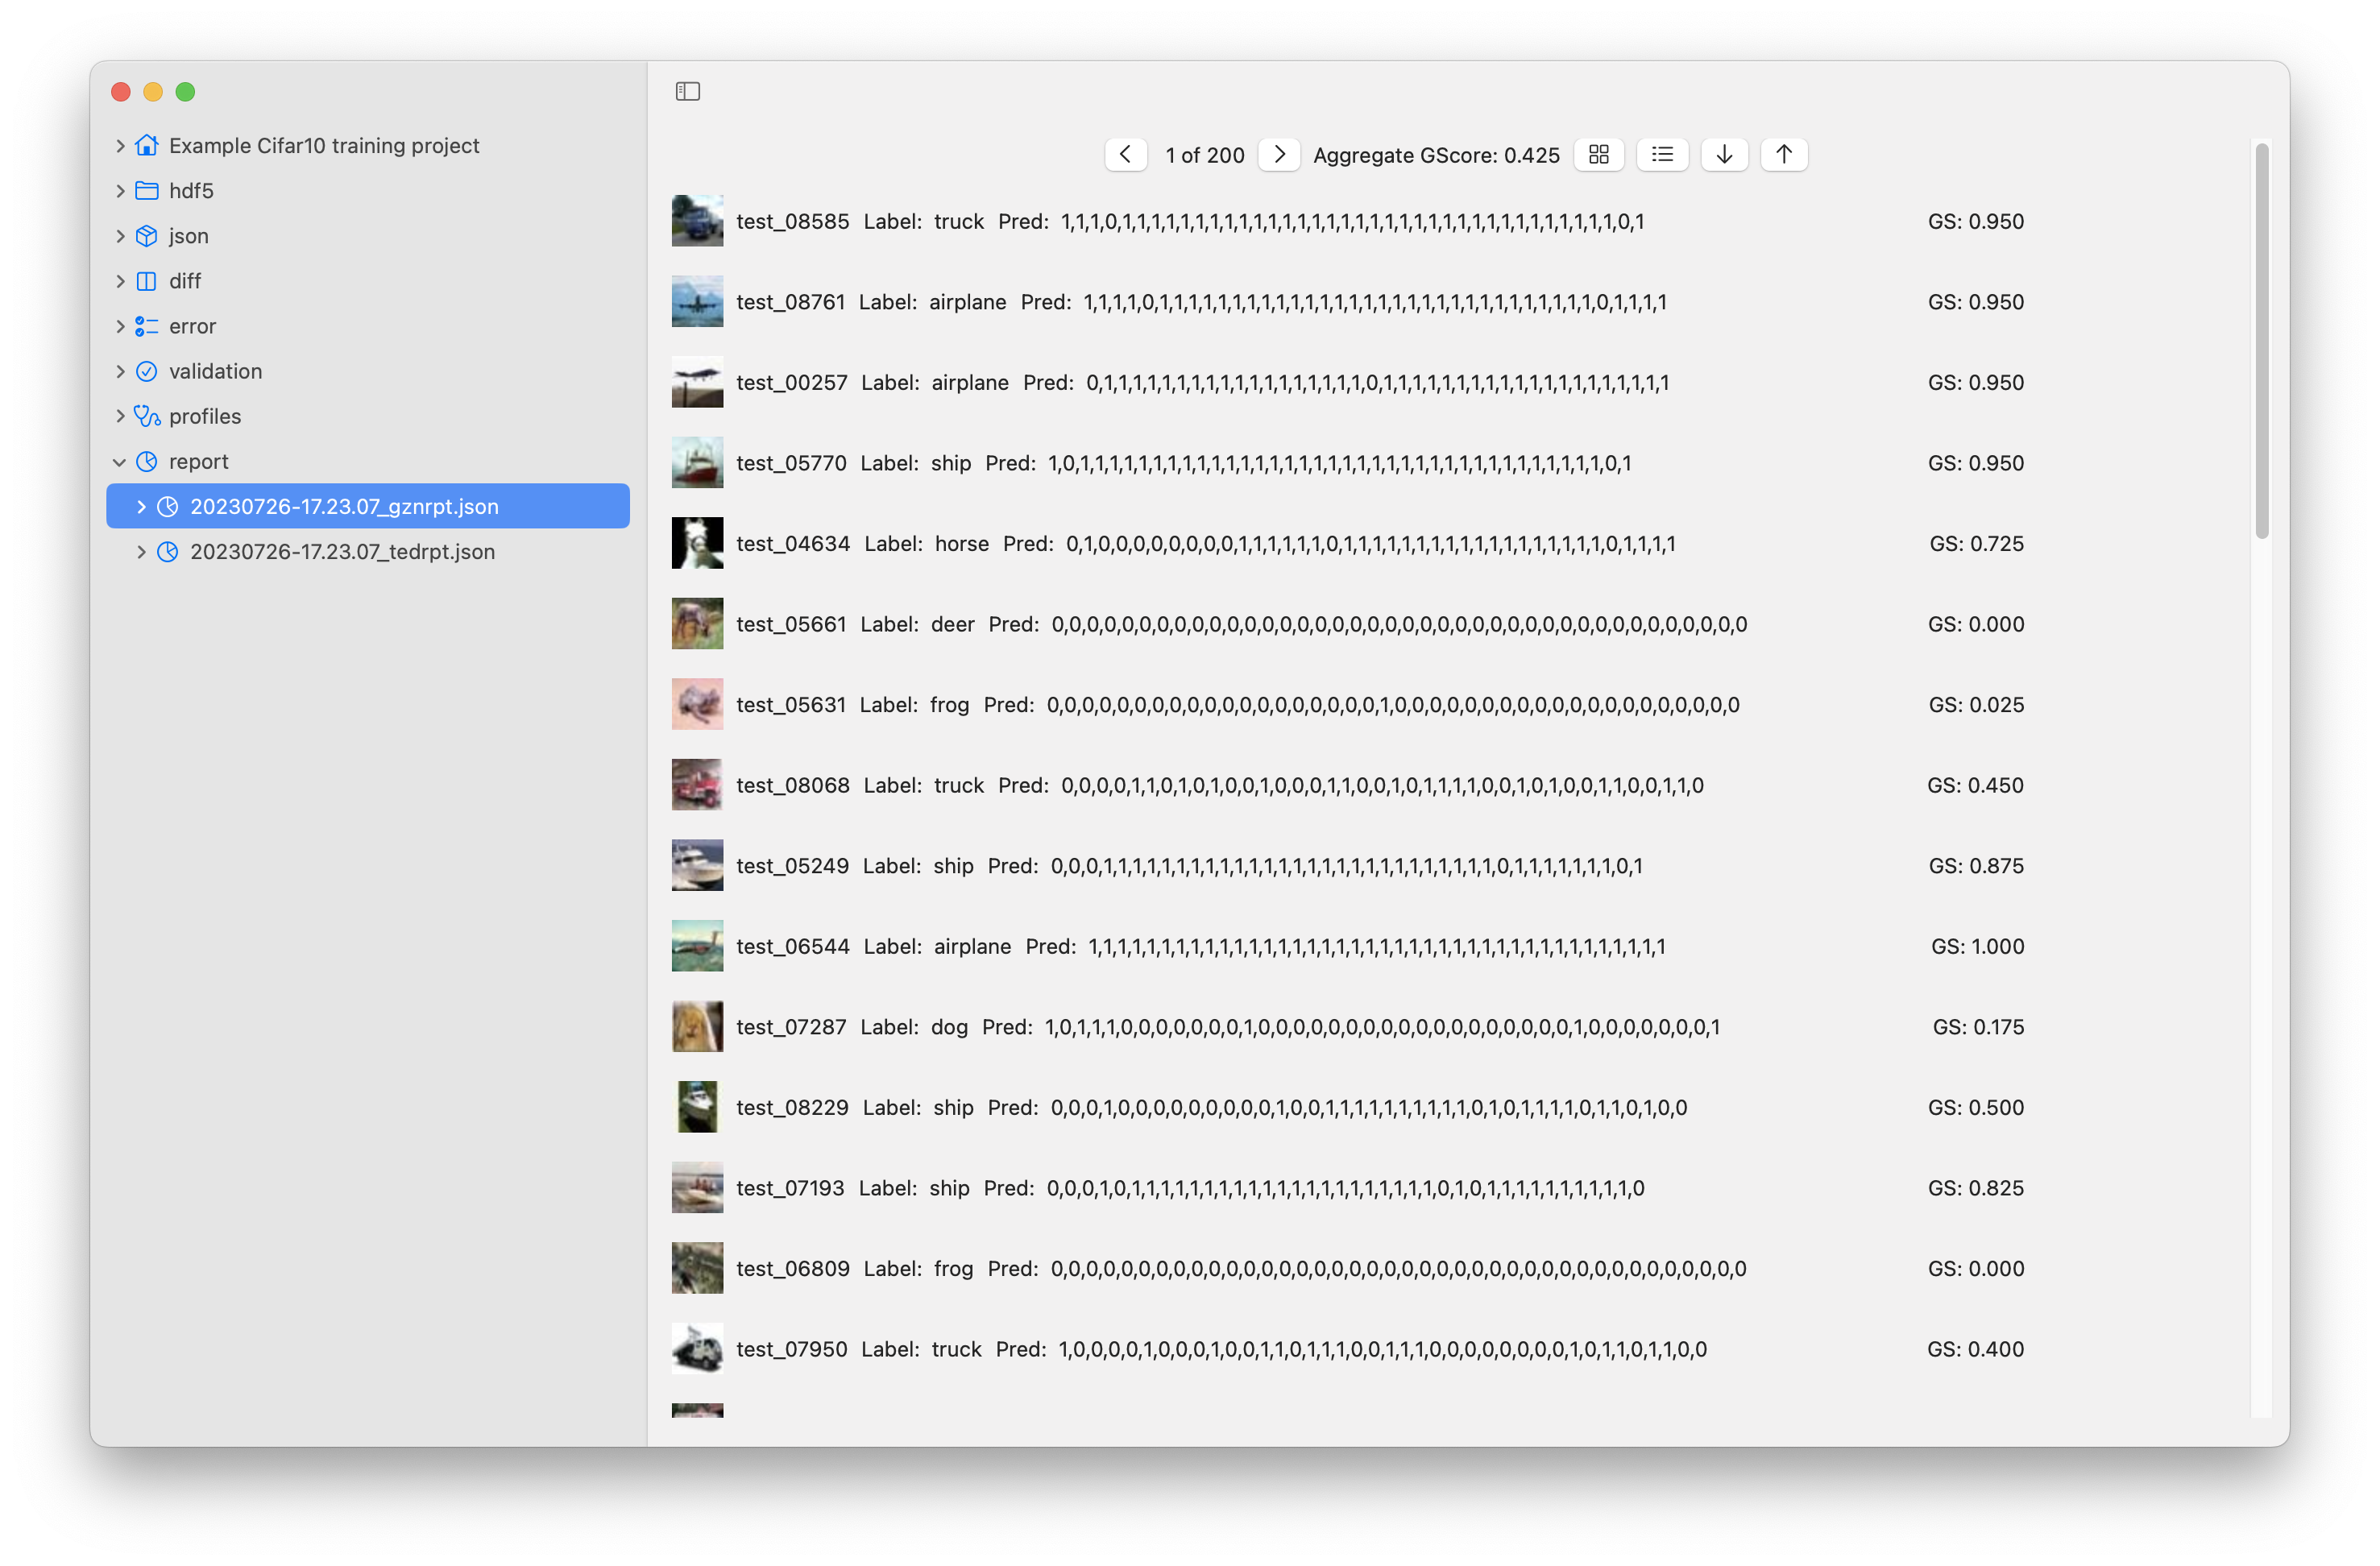 Example Cifar10 training project
hdf5
json
diff
error
validation
profiles
report
20230726-17.23.07_gznrpt.json
20230726-17.23.07_tedrpt.json
1 of 200 Aggregate GScore: 0.425
test_08585 Label: truck Pred: 1,1,1,0,1,1,1,1,1,1,1,1,1,1,1,1,1,1,1,1,1,1,1,1,1,1,1,1,1,1,1,1,1,1,1,1,1,1,0,1 GS: 0.950
test_08761 Label: airplane Pred: 1,1,1,1,0,1,1,1,1,1,1,1,1,1,1,1,1,1,1,1,1,1,1,1,1,1,1,1,1,1,1,1,1,1,1,0,1,1,1,1 GS: 0.950
test_00257 Label: airplane Pred: 0,1,1,1,1,1,1,1,1,1,1,1,1,1,1,1,1,1,1,0,1,1,1,1,1,1,1,1,1,1,1,1,1,1,1,1,1,1,1,1 GS: 0.950
test_05770 Label: ship Pred: 1,0,1,1,1,1,1,1,1,1,1,1,1,1,1,1,1,1,1,1,1,1,1,1,1,1,1,1,1,1,1,1,1,1,1,1,1,1,0,1 GS: 0.950
test_04634 Label: horse Pred: 0,1,0,0,0,0,0,0,0,0,1,1,1,1,1,1,0,1,1,1,1,1,1,1,1,1,1,1,1,1,1,1,1,1,1,0,1,1,1,1 GS: 0.725
test_05661 Label: deer Pred: 0,0,0,0,0,0,0,0,0,0,0,0,0,0,0,0,0,0,0,0,0,0,0,0,0,0,0,0,0,0,0,0,0,0,0,0,0,0,0,0 GS: 0.000
test_05631 Label: frog Pred: 0,0,0,0,0,0,0,0,0,0,0,0,0,0,0,0,0,0,0,1,0,0,0,0,0,0,0,0,0,0,0,0,0,0,0,0,0,0,0,0 GS: 0.025
test_08068 Label: truck Pred: 0,0,0,0,1,1,0,1,0,1,0,0,1,0,0,0,1,1,0,0,1,0,1,1,1,1,0,0,1,0,1,0,0,1,1,0,0,1,1,0 GS: 0.450
test_05249 Label: ship Pred: 0,0,0,1,1,1,1,1,1,1,1,1,1,1,1,1,1,1,1,1,1,1,1,1,1,1,1,1,1,1,0,1,1,1,1,1,1,1,0,1 GS: 0.875
test_06544 Label: airplane Pred: 1,1,1,1,1,1,1,1,1,1,1,1,1,1,1,1,1,1,1,1,1,1,1,1,1,1,1,1,1,1,1,1,1,1,1,1,1,1,1,1 GS: 1.000
test_07287 Label: dog Pred: 1,0,1,1,1,0,0,0,0,0,0,0,1,0,0,0,0,0,0,0,0,0,0,0,0,0,0,0,0,0,0,1,0,0,0,0,0,0,0,1 GS: 0.175
test_08229 Label: ship Pred: 0,0,0,1,0,0,0,0,0,0,0,0,0,1,0,0,1,1,1,1,1,1,1,1,1,1,0,1,0,1,1,1,1,0,1,1,0,1,0,0 GS: 0.500
test_07193 Label: ship Pred: 0,0,0,1,0,1,1,1,1,1,1,1,1,1,1,1,1,1,1,1,1,1,1,1,1,1,0,1,0,1,1,1,1,1,1,1,1,1,1,0 GS: 0.825
test_06809 Label: frog Pred: 0,0,0,0,0,0,0,0,0,0,0,0,0,0,0,0,0,0,0,0,0,0,0,0,0,0,0,0,0,0,0,0,0,0,0,0,0,0,0,0 GS: 0.000
test_07950 Label: truck Pred: 1,0,0,0,0,1,0,0,0,1,0,0,1,1,0,1,1,1,0,0,1,1,1,0,0,0,0,0,0,0,0,1,0,1,1,0,1,1,0,0 GS: 0.400